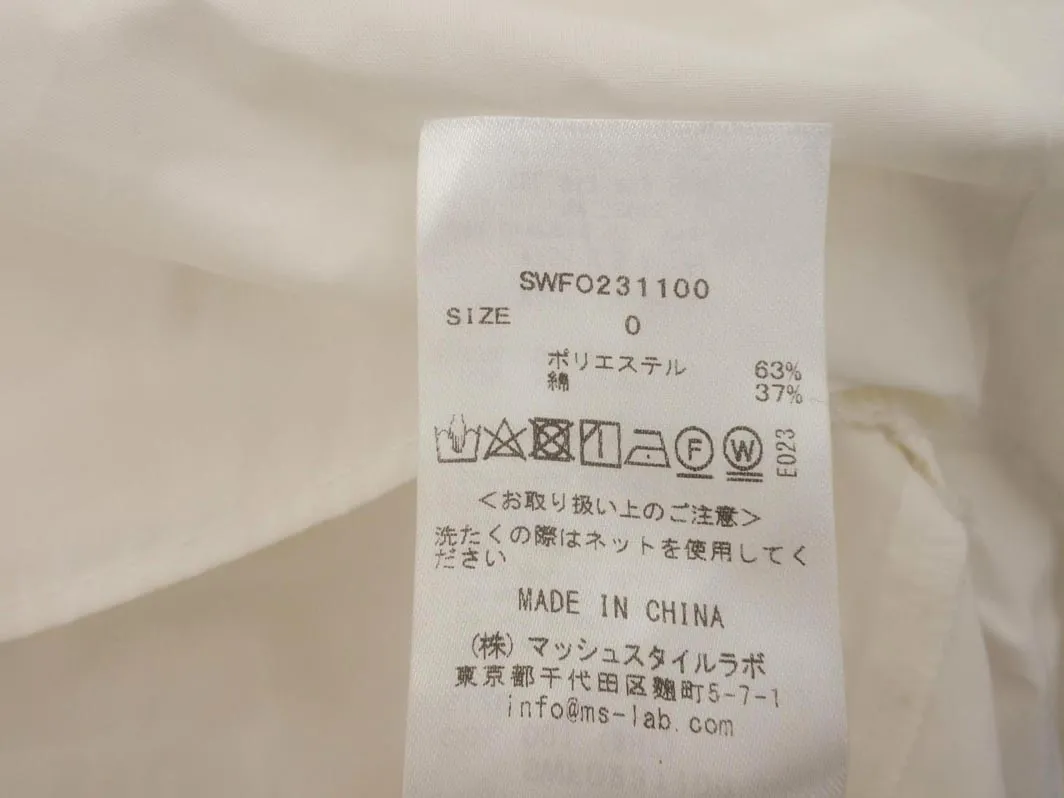 SWFO231100
SIZE 0
ポリエステル 63%
綿 37%
F W E023
＜お取り扱い上のご注意＞
洗たくの際はネットを使用してく
ださい
MADE IN CHINA
(株) マッシュスタイルラボ
東京都千代田区麹町5-7-1
info@ms-lab.com